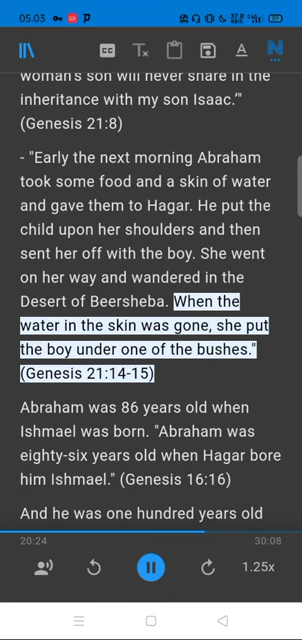 05.03
CC
woman's son will never share in the
inheritance with my son Isaac.'"
(Genesis 21:8)
- "Early the next morning Abraham
took some food and a skin of water
and gave them to Hagar. He put the
child upon her shoulders and then
sent her off with the boy. She went
on her way and wandered in the
Desert of Beersheba. When the
water in the skin was gone, she put
the boy under one of the bushes."
(Genesis 21:14-15)
Abraham was 86 years old when
Ishmael was born. "Abraham was
eighty-six years old when Hagar bore
him Ishmael." (Genesis 16:16)
And he was one hundred years old
20:24 30:08
1.25x